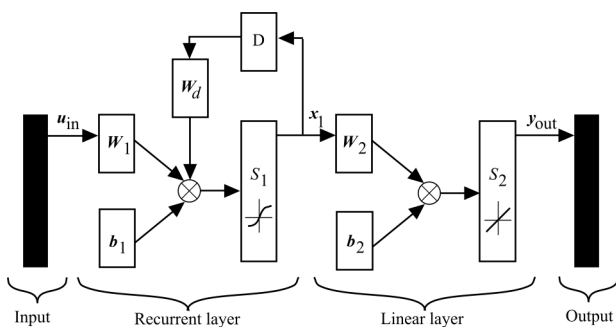 D
W_d
u_in
W_1
S_1
b_1
x_1
W_2
S_2
b_2
y_out
Input
Recurrent layer
Linear layer
Output